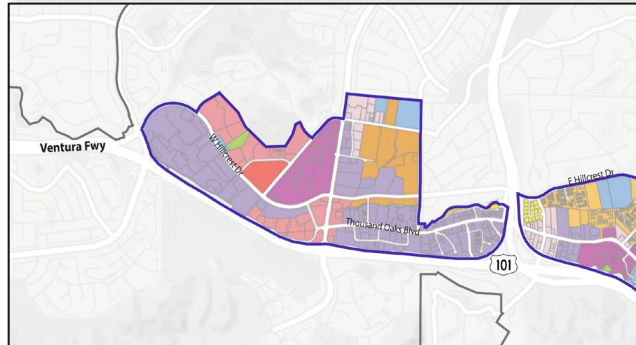 Ventura Fwy
W Hillcrest Dr
Thousand Oaks Blvd
E Hillcrest Dr
101